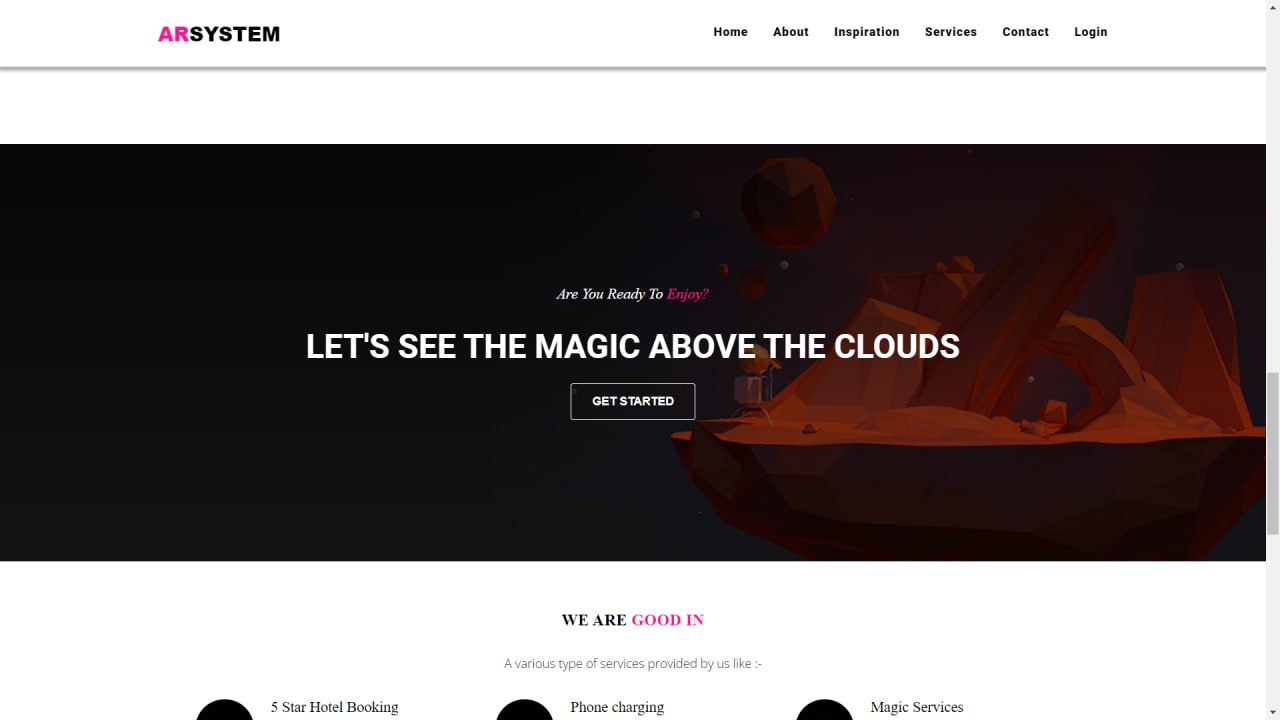 ARSYSTEM
Home About Inspiration Services Contact Login
Are You Ready To Enjoy?
LET'S SEE THE MAGIC ABOVE THE CLOUDS
GET STARTED
WE ARE GOOD IN
A various type of services provided by us like :-
5 Star Hotel Booking
Phone charging
Magic Services